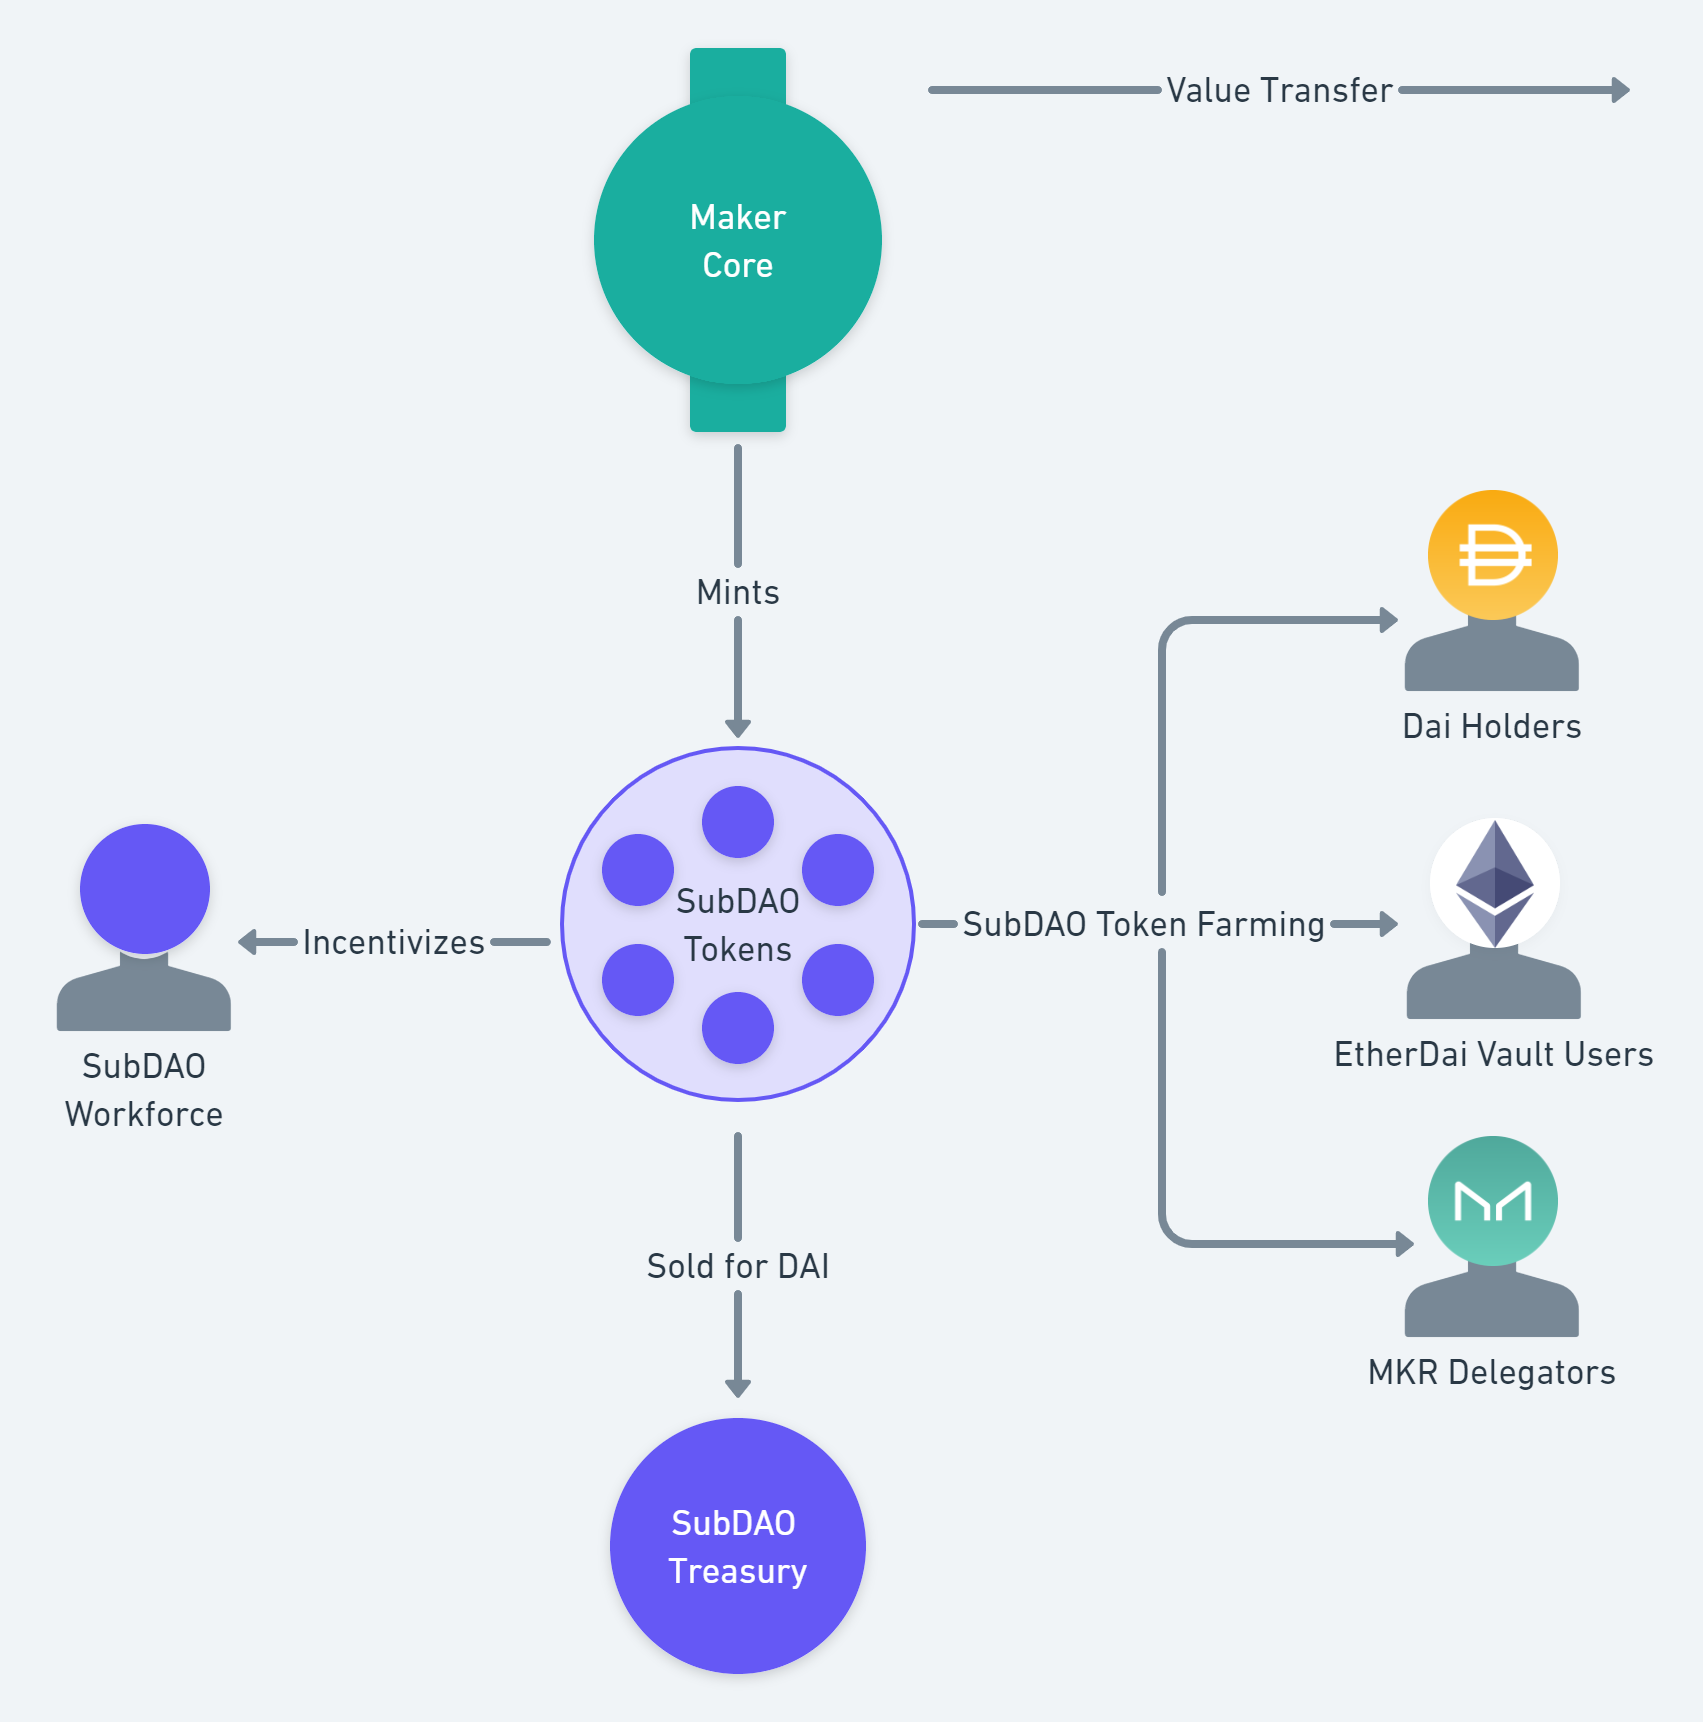 Maker
Core
Value Transfer
Mints
Dai Holders
SubDAO
Tokens
SubDAO Token Farming
Incentivizes
SubDAO
Workforce
EtherDai Vault Users
Sold for DAI
MKR Delegators
SubDAO
Treasury